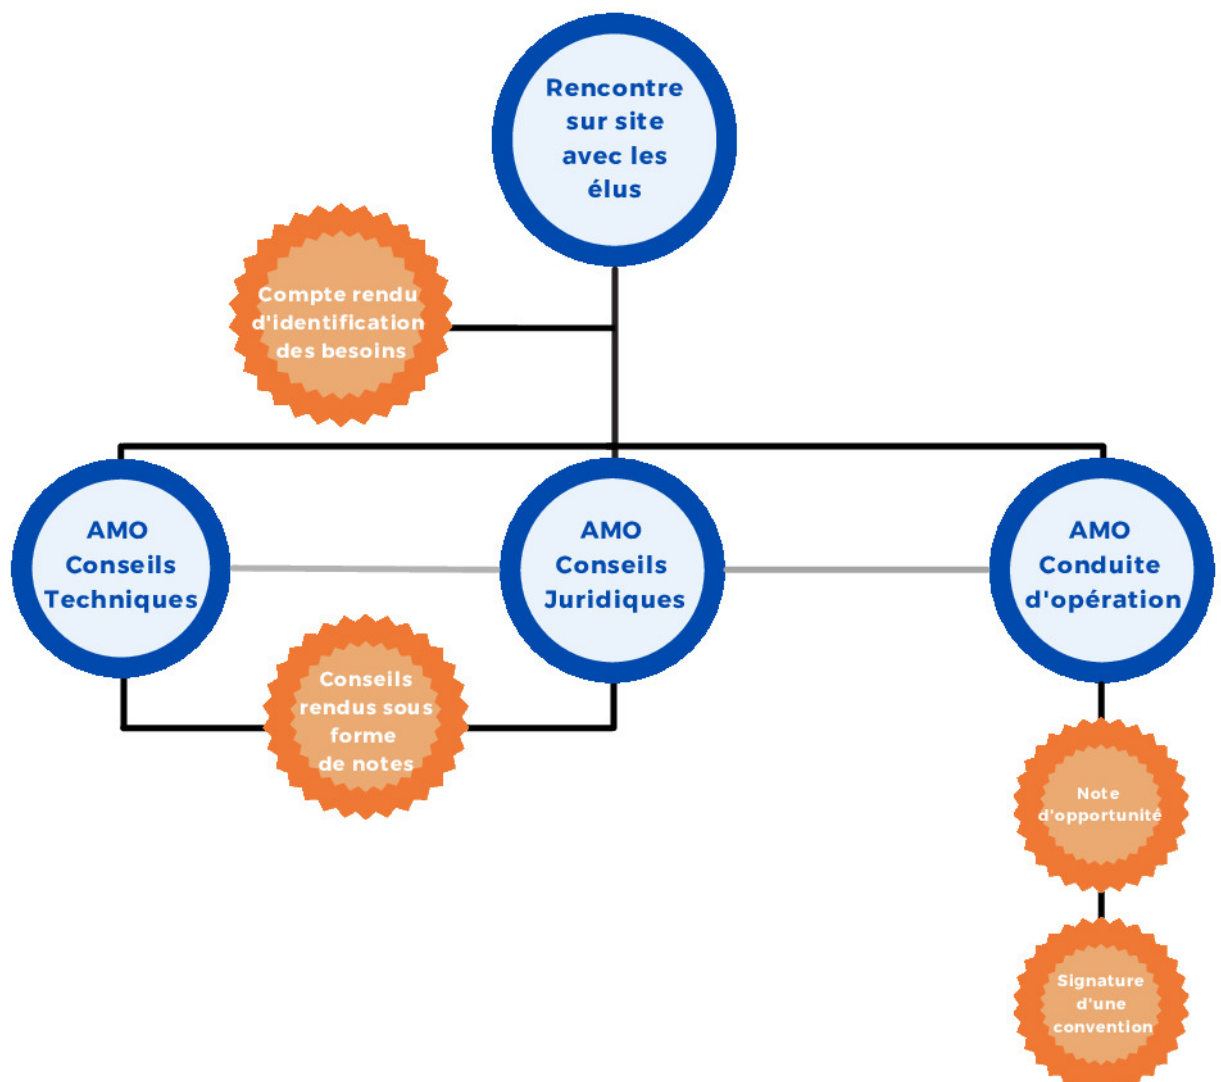 Rencontre
sur site
avec les
élus
Compte rendu
d'identification
des besoins
AMO
Conseils
Techniques
AMO
Conseils
Juridiques
AMO
Conduite
d'opération
Conseils
rendus sous
forme
de notes
Note
d'opportunité
Signature
d'une
convention